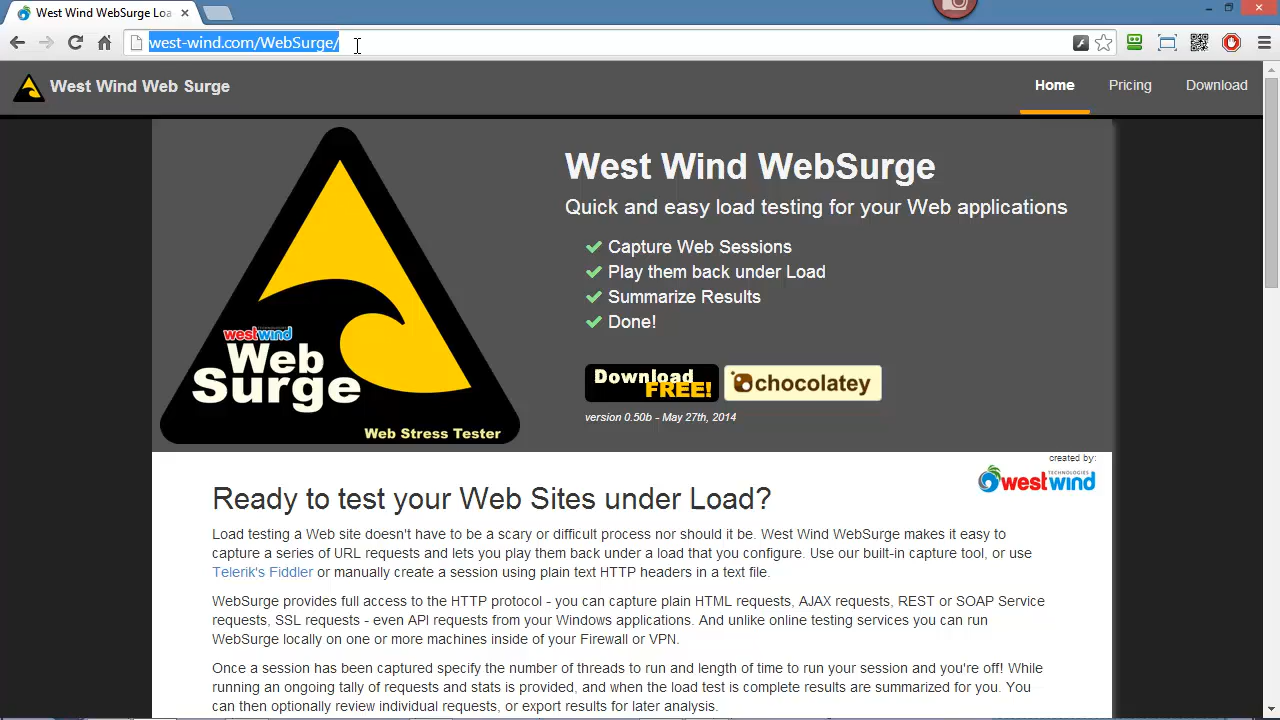 West Wind WebSurge Loa
west-wind.com/WebSurge/
West Wind Web Surge
Home
Pricing
Download
westwind
TECHNOLOGIES
Web
Surge
Web Stress Tester
West Wind WebSurge
Quick and easy load testing for your Web applications
Capture Web Sessions
Play them back under Load
Summarize Results
Done!
Download
FREE!
chocolatey
version 0.50b - May 27th, 2014
created by:
TECHNOLOGIES
westwind
Ready to test your Web Sites under Load?
Load testing a Web site doesn't have to be a scary or difficult process nor should it be. West Wind WebSurge makes it easy to
capture a series of URL requests and lets you play them back under a load that you configure. Use our built-in capture tool, or use
Telerik's Fiddler or manually create a session using plain text HTTP headers in a text file.
WebSurge provides full access to the HTTP protocol - you can capture plain HTML requests, AJAX requests, REST or SOAP Service
requests, SSL requests - even API requests from your Windows applications. And unlike online testing services you can run
WebSurge locally on one or more machines inside of your Firewall or VPN.
Once a session has been captured specify the number of threads to run and length of time to run your session and you're off! While
running an ongoing tally of requests and stats is provided, and when the load test is complete results are summarized for you. You
can then optionally review individual requests, or export results for later analysis.